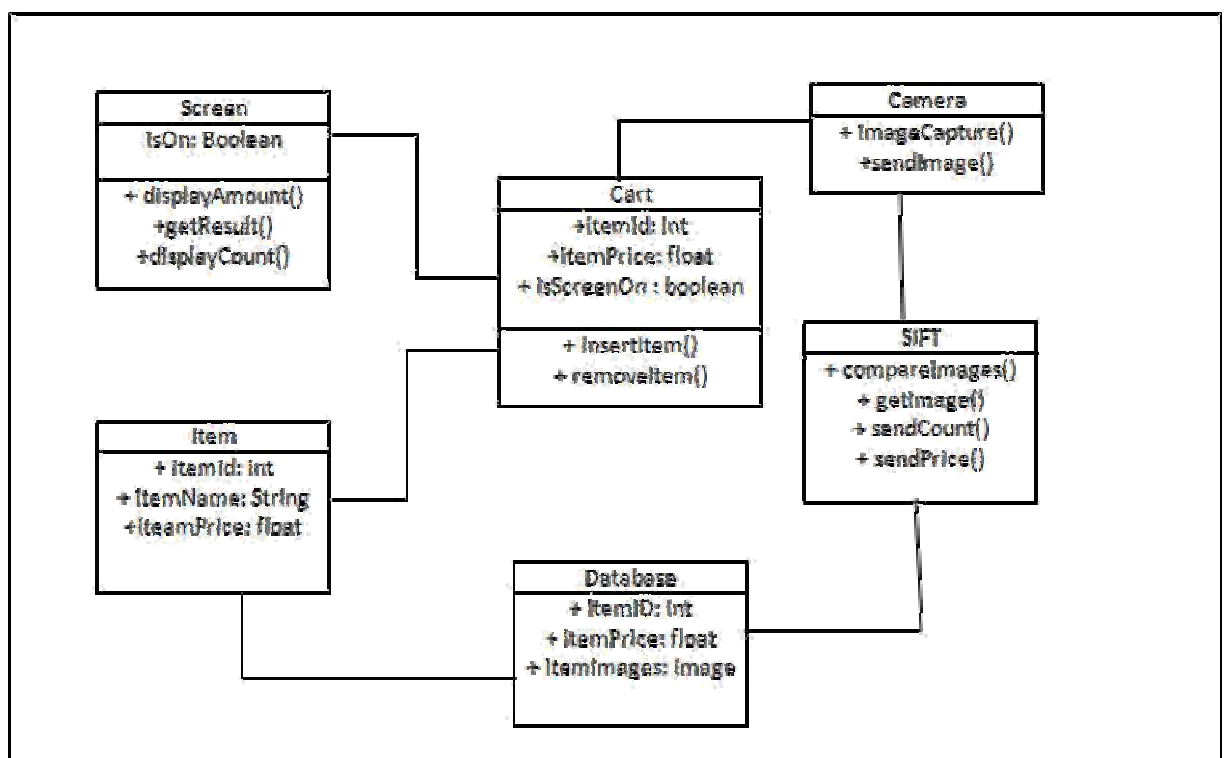 Screen
IsOn: Boolean
+ displayAmount()
+getResult()
+displayCount()
Camera
+ ImageCapture()
+sendImage()
Cart
+itemId: Int
+itemPrice: float
+ IsScreenOn : boolean
+ InsertItem()
+ removeItem()
SIFT
+ compareImages()
+ getImage()
+ sendCount()
+ sendPrice()
Item
+ itemId: int
+ itemName: String
+iteamPrice: float
Database
+ ItemID: Int
+ itemPrice: float
+ itemImages: Image